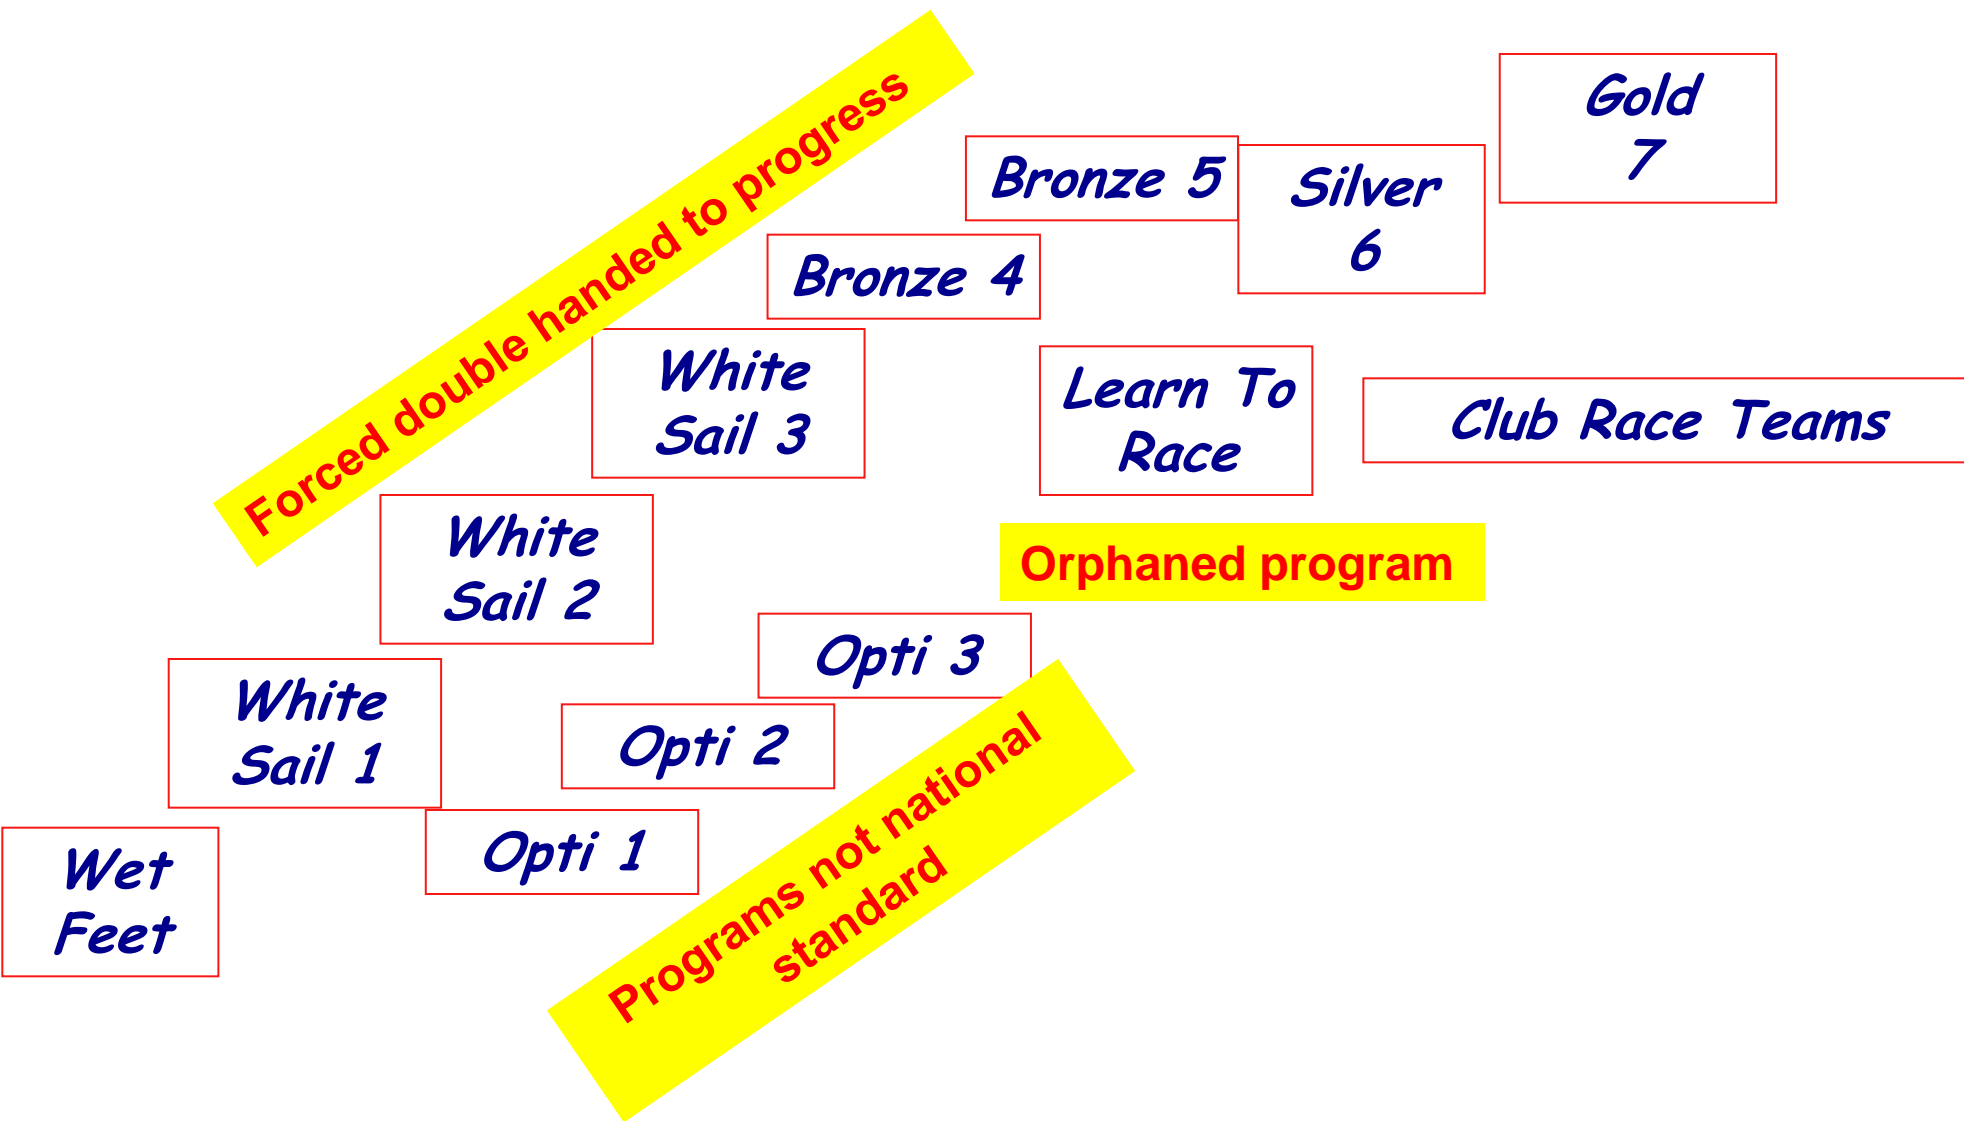 Forced double handed to progress
Gold
7
Bronze 5
Silver
6
Bronze 4
White
Sail 3
Learn To
Race
Club Race Teams
White
Sail 2
Orphaned program
Opti 3
White
Sail 1
Opti 2
Opti 1
Wet
Feet
Programs not national
standard